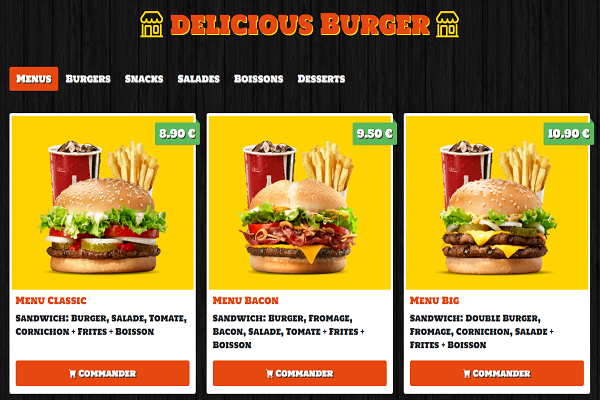 Delicious Burger
Menus Burgers Snacks Salades Boissons Desserts
8.90 € 9.50 € 10.90 €
Menu Classic
Sandwich: Burger, Salade, Tomate,
Cornichon + Frites + Boisson
Commander
Menu Bacon
Sandwich: Burger, Fromage,
Bacon, Salade, Tomate + Frites +
Boisson
Commander
Menu Big
Sandwich: Double Burger,
Fromage, Cornichon, Salade +
Frites + Boisson
Commander